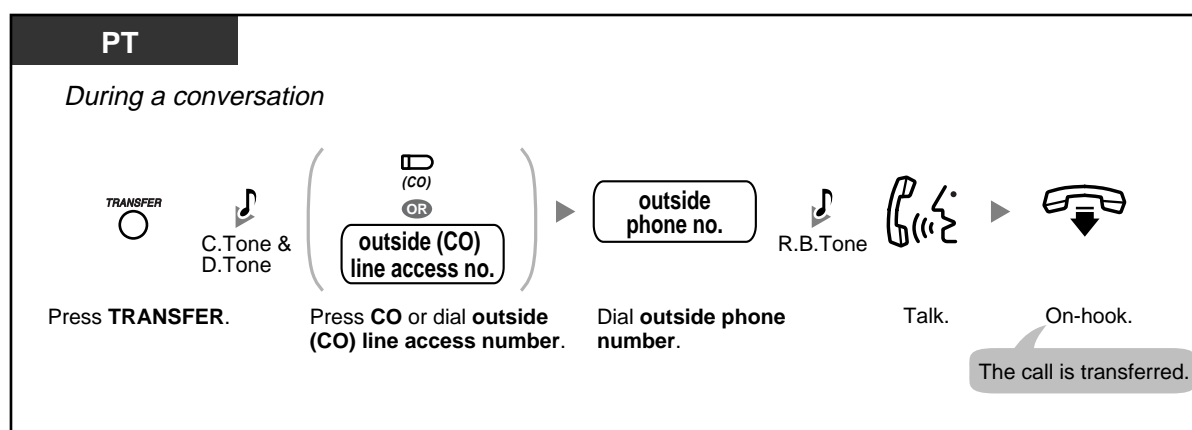 PT
During a conversation
TRANSFER
C.Tone &
D.Tone
(CO)
OR
outside (CO)
line access no.
outside
phone no.
R.B.Tone
Press TRANSFER.
Press CO or dial outside
(CO) line access number.
Dial outside phone
number.
Talk.
On-hook.
The call is transferred.